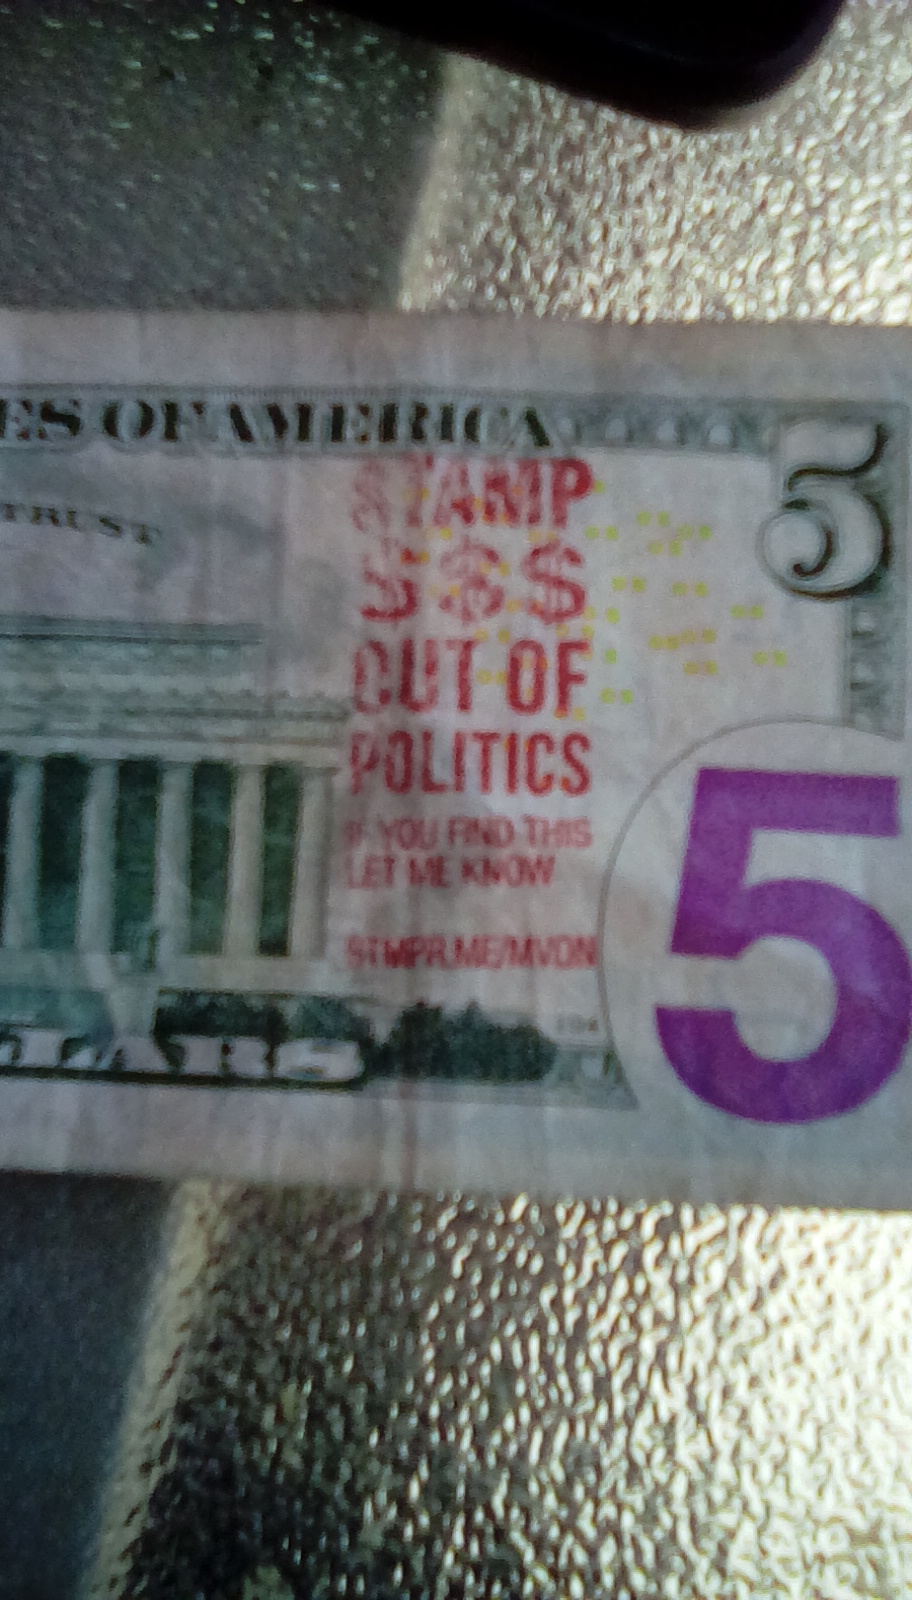 ES OF AMERICA
TRUST
5
STAMP
$$$
OUT OF
POLITICS
IF YOU FIND THIS
LET ME KNOW
STMPR.ME/MVON
LLARS
5